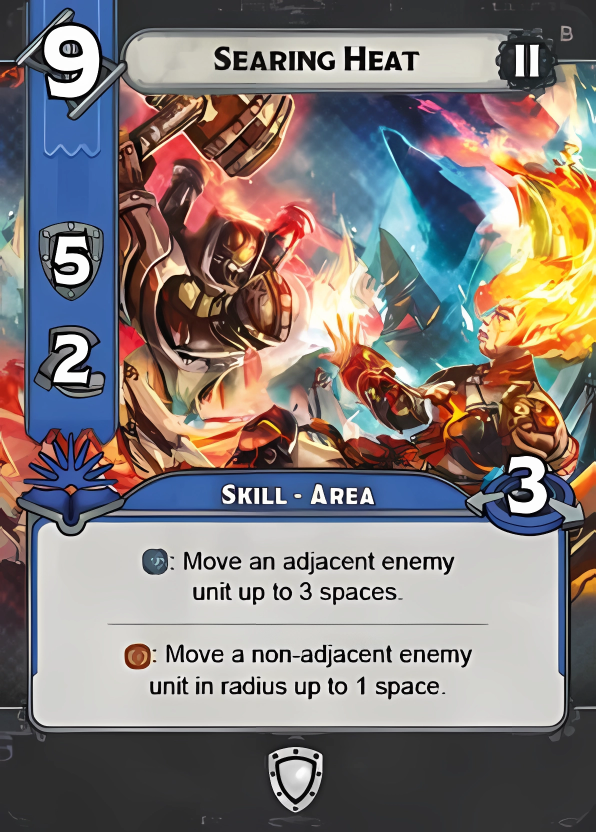 9
SEARING HEAT
II
B
5
2
SKILL - AREA
3
: Move an adjacent enemy
unit up to 3 spaces.
: Move a non-adjacent enemy
unit in radius up to 1 space.